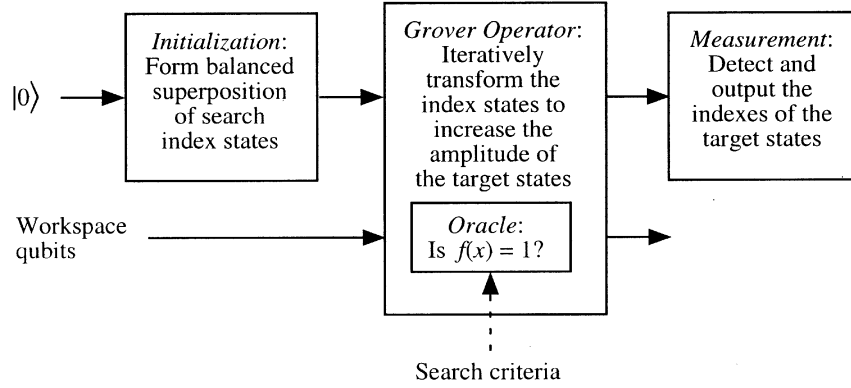 Initialization:
Form balanced
superposition
of search
index states
Grover Operator:
Iteratively
transform the
index states to
increase the
amplitude of
the target states
Measurement:
Detect and
output the
indexes of the
target states
|0⟩
Workspace
qubits
Oracle:
Is f(x) = 1?
Search criteria